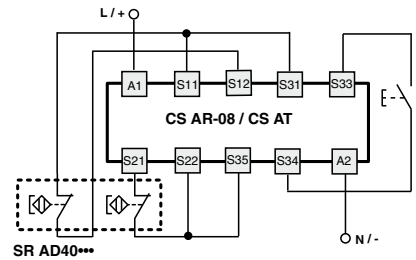 L / +
A1 S11 S12 S31 S33
CS AR-08 / CS AT
S21 S22 S35 S34 A2
N / -
SR AD40•••